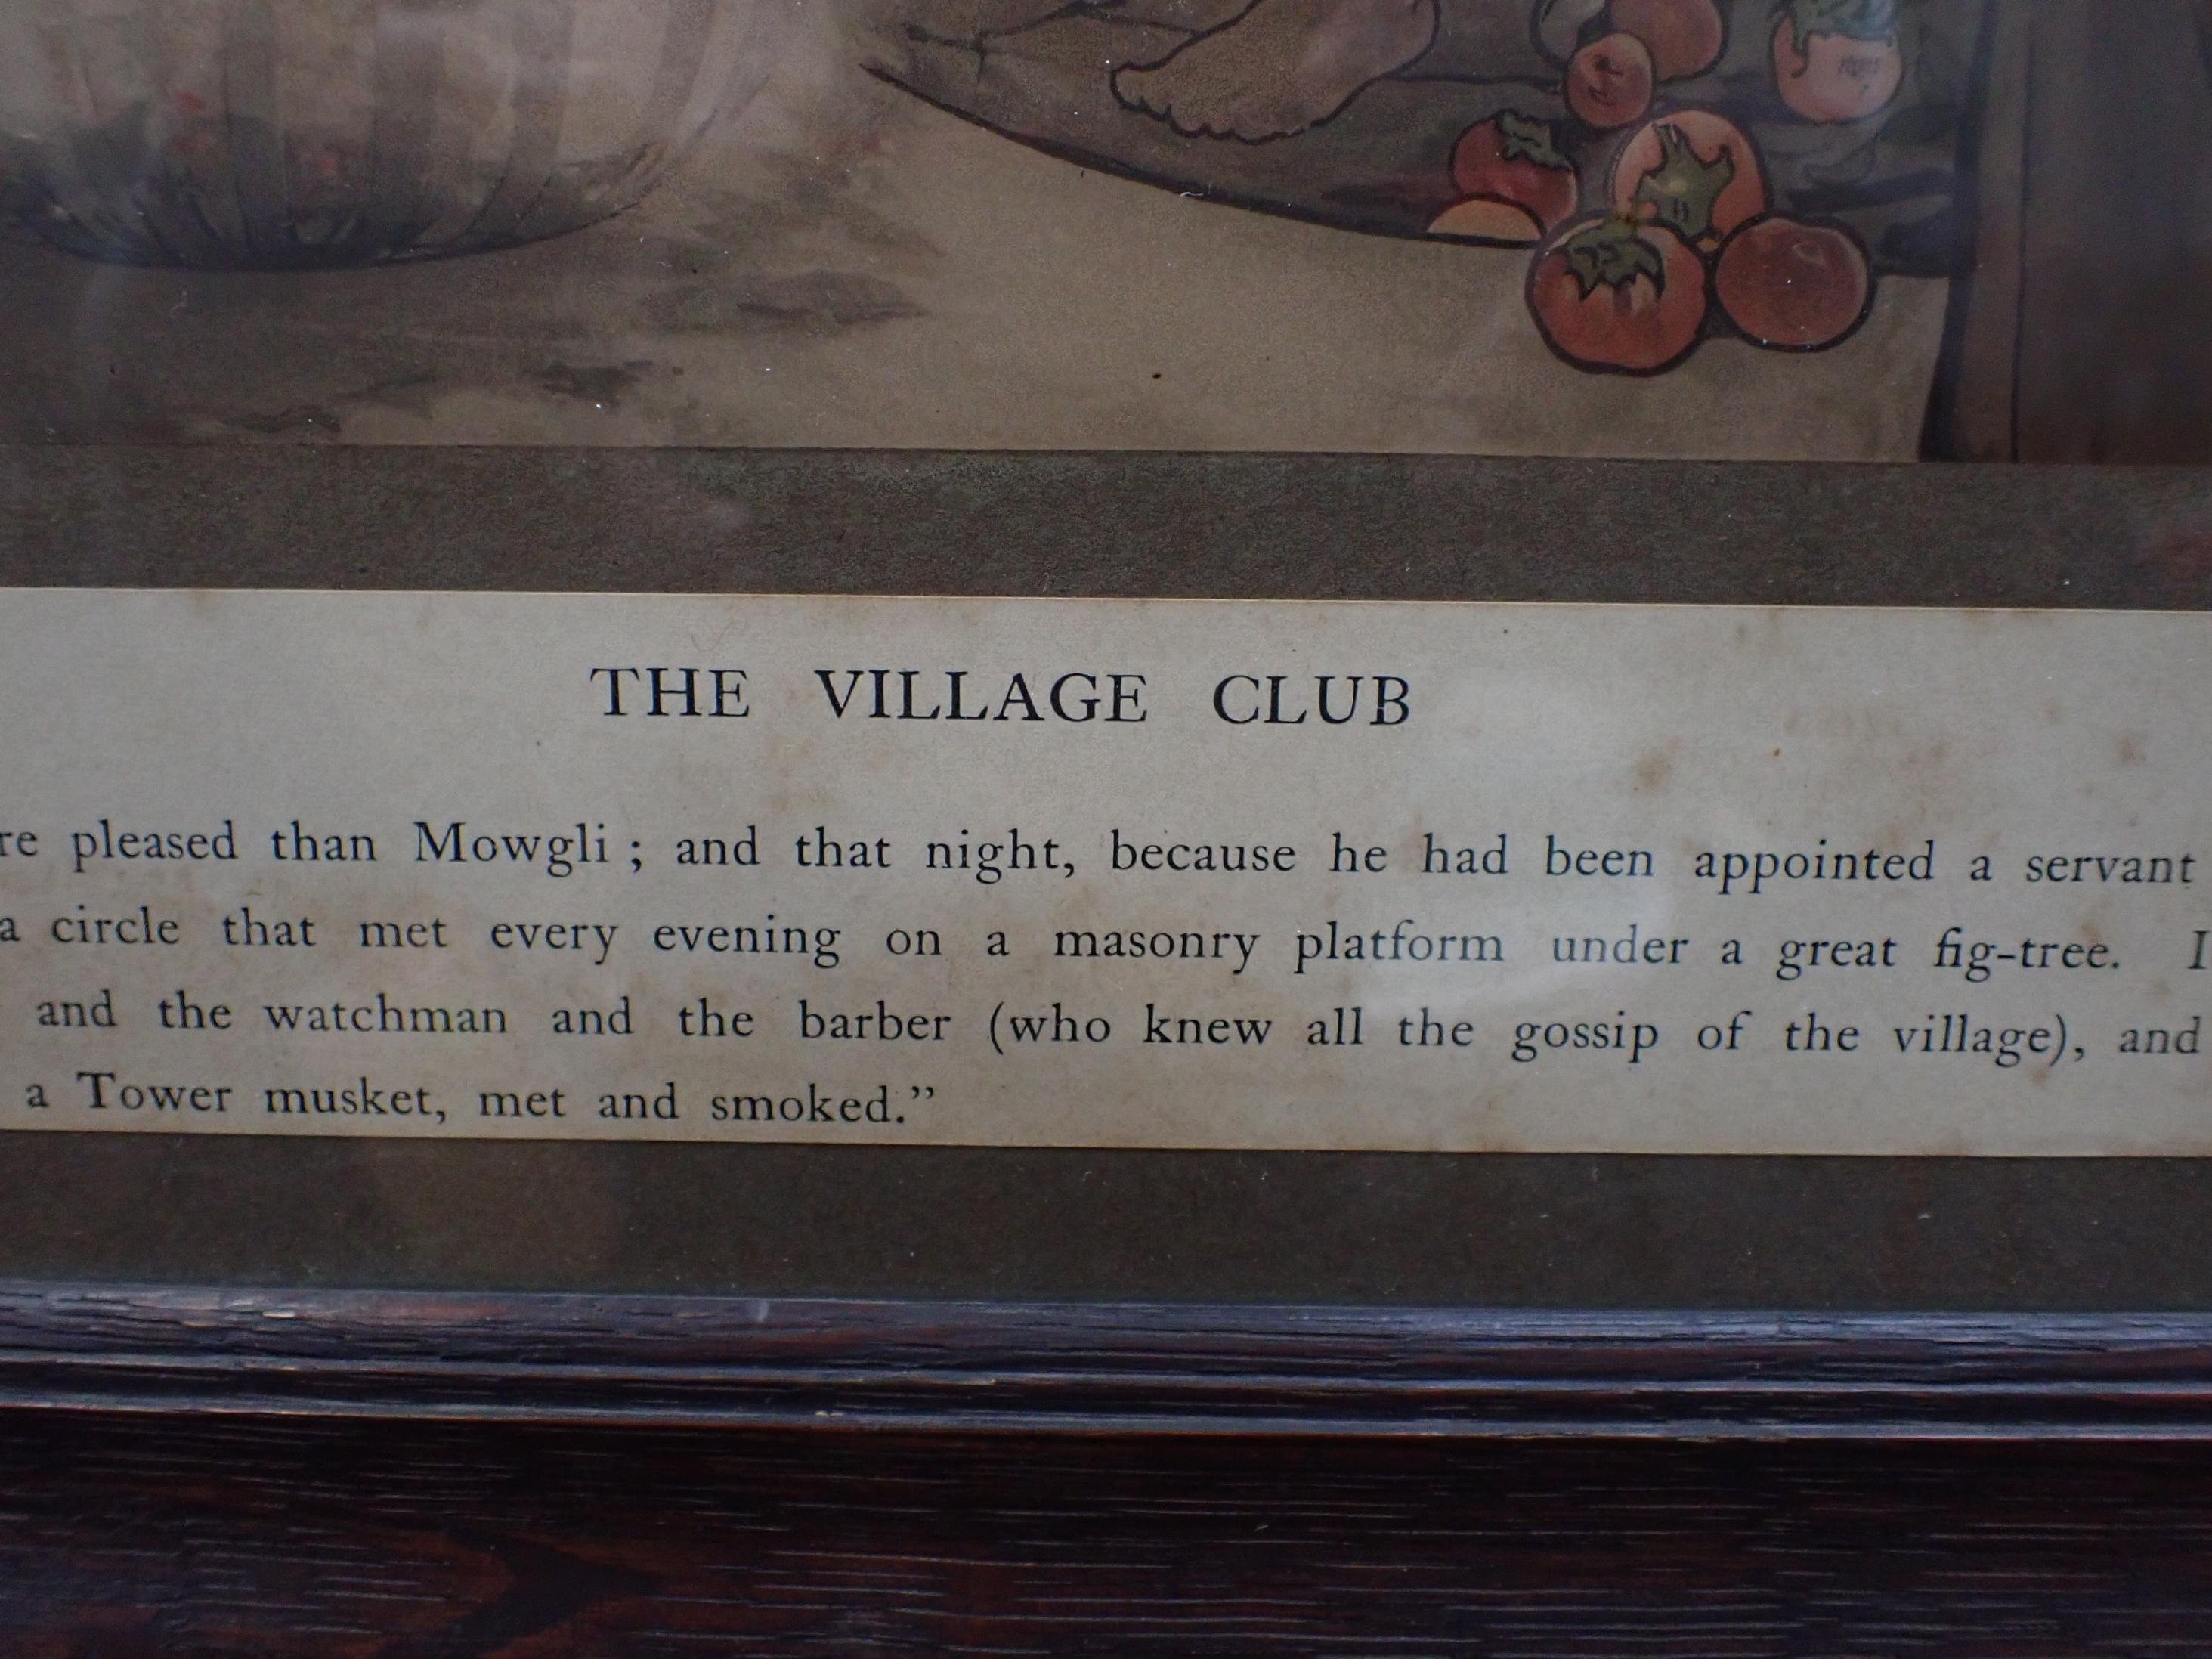 THE VILLAGE CLUB
re pleased than Mowgli ; and that night, because he had been appointed a servant
a circle that met every evening on a masonry platform under a great fig-tree. I
and the watchman and the barber (who knew all the gossip of the village), and
a Tower musket, met and smoked.”